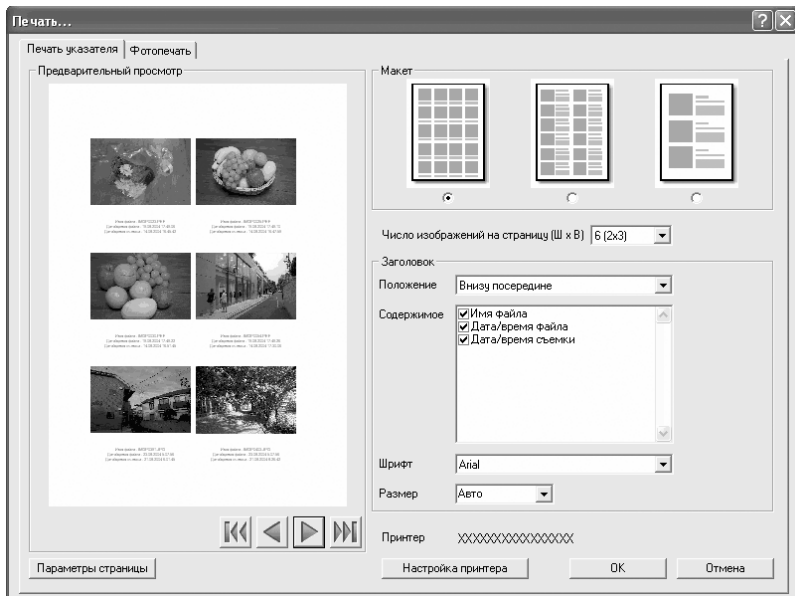 Печать...
Печать указателя
Фотопечать
Предварительный просмотр
Макет
Число изображений на страницу (Ш x В) 6 (2x3)
Заголовок
Положение Внизу посередине
Содержимое
Имя файла
Дата/время файла
Дата/время съемки
Шрифт Arial
Размер Авто
Принтер XXXXXXXXXXXXXXXXX
Параметры страницы
Настройка принтера
OK
Отмена